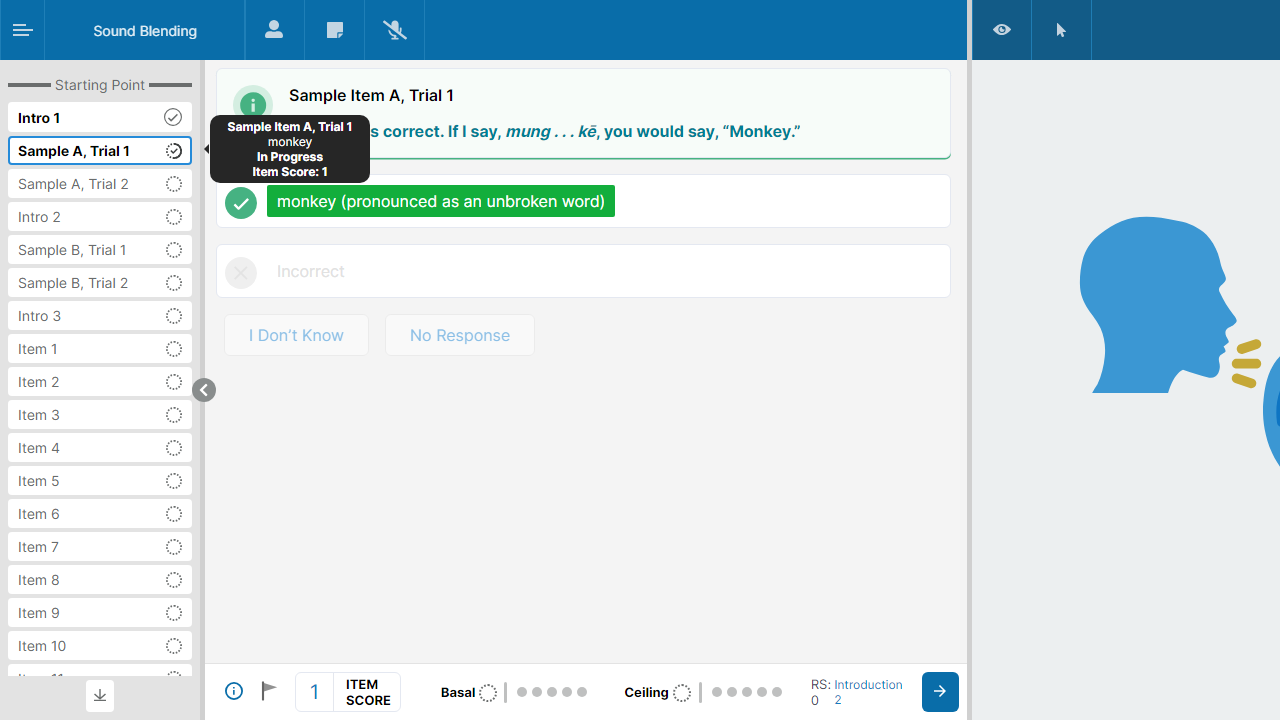 Sound Blending
Starting Point
Intro 1
Sample A, Trial 1
Sample A, Trial 2
Intro 2
Sample B, Trial 1
Sample B, Trial 2
Intro 3
Item 1
Item 2
Item 3
Item 4
Item 5
Item 6
Item 7
Item 8
Item 9
Item 10
Sample Item A, Trial 1
s correct. If I say, mung . . . kē, you would say, “Monkey.”
Sample Item A, Trial 1
monkey
In Progress
Item Score: 1
monkey (pronounced as an unbroken word)
Incorrect
I Don’t Know
No Response
1
ITEM
SCORE
Basal
Ceiling
RS: Introduction
0 2